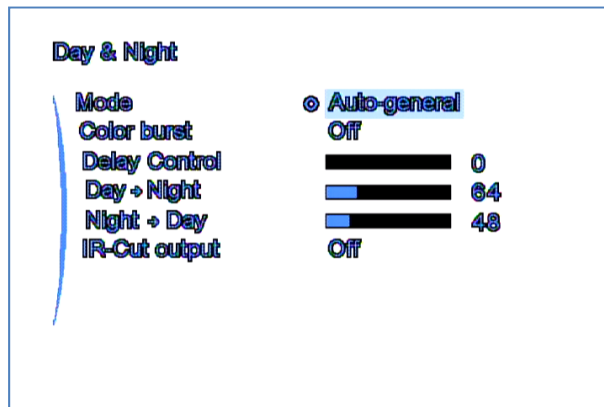 Day & Night
Mode Auto-general
Color burst Off
Delay Control 0
Day → Night 64
Night → Day 48
IR-Cut output Off